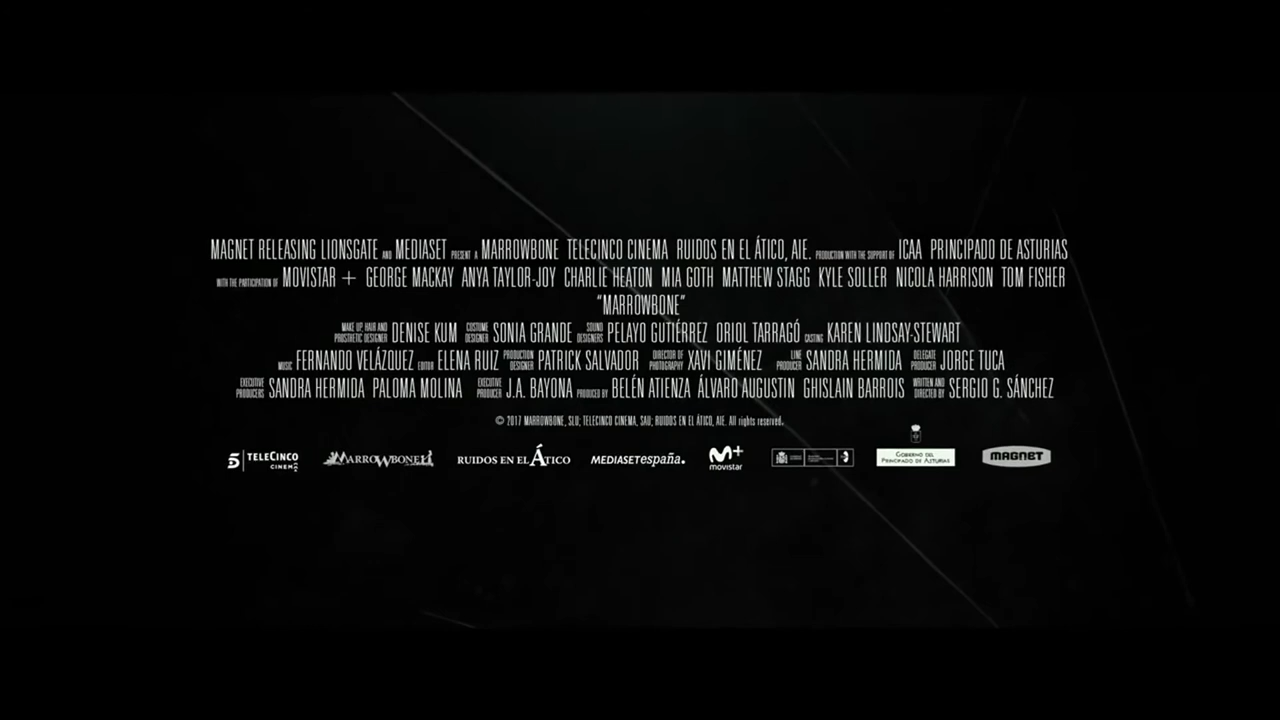 MAGNET RELEASING LIONSGATE AND MEDIASET PRESENT A MARROWBONE TELECINCO CINEMA RUIDOS EN EL ÁTICO, AIE. PRODUCTION WITH THE SUPPORT OF ICAA PRINCIPADO DE ASTURIAS
WITH THE PARTICIPATION OF MOVISTAR + GEORGE MACKAY ANYA TAYLOR-JOY CHARLIE HEATON MIA GOTH MATTHEW STAGG KYLE SOLLER NICOLA HARRISON TOM FISHER
"MARROWBONE"
MAKE UP, HAIR AND PROSTHETIC DESIGNER DENISE KUM COSTUME DESIGNER SONIA GRANDE SOUND DESIGNERS PELAYO GUTIÉRREZ ORIOL TARRAGÓ CASTING KAREN LINDSAY-STEWART
MUSIC FERNANDO VELÁZQUEZ EDITOR ELENA RUIZ PRODUCTION DESIGNER PATRICK SALVADOR DIRECTOR OF PHOTOGRAPHY XAVI GIMÉNEZ LINE PRODUCER SANDRA HERMIDA DELEGATE PRODUCER JORGE TUCA
EXECUTIVE PRODUCERS SANDRA HERMIDA PALOMA MOLINA EXECUTIVE PRODUCER J.A. BAYONA PRODUCED BY BELÉN ATIENZA ÁLVARO AUGUSTIN GHISLAIN BARROIS WRITTEN AND DIRECTED BY SERGIO G. SÁNCHEZ
© 2017 MARROWBONE, SLU; TELECINCO CINEMA, SAU; RUIDOS EN EL ÁTICO, AIE. All rights reserved.
5 TELECINCO CINEMA MARROWBONE RUIDOS EN EL ÁTICO MEDIASETespaña. M+ movistar GOBIERNO DEL PRINCIPADO DE ASTURIAS MAGNET